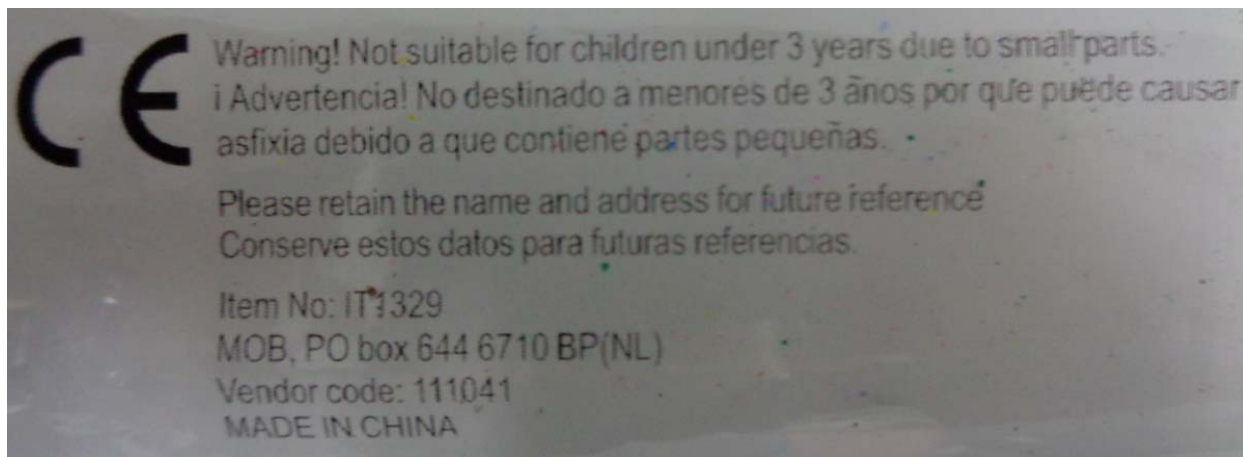 CE
Warning! Not suitable for children under 3 years due to small parts.
¡ Advertencia! No destinado a menores de 3 ãnos por que puede causar
asfixia debido a que contiene partes pequeñas.
Please retain the name and address for future reference
Conserve estos datos para futuras referencias.
Item No: IT1329
MOB, PO box 644 6710 BP(NL)
Vendor code: 111041
MADE IN CHINA